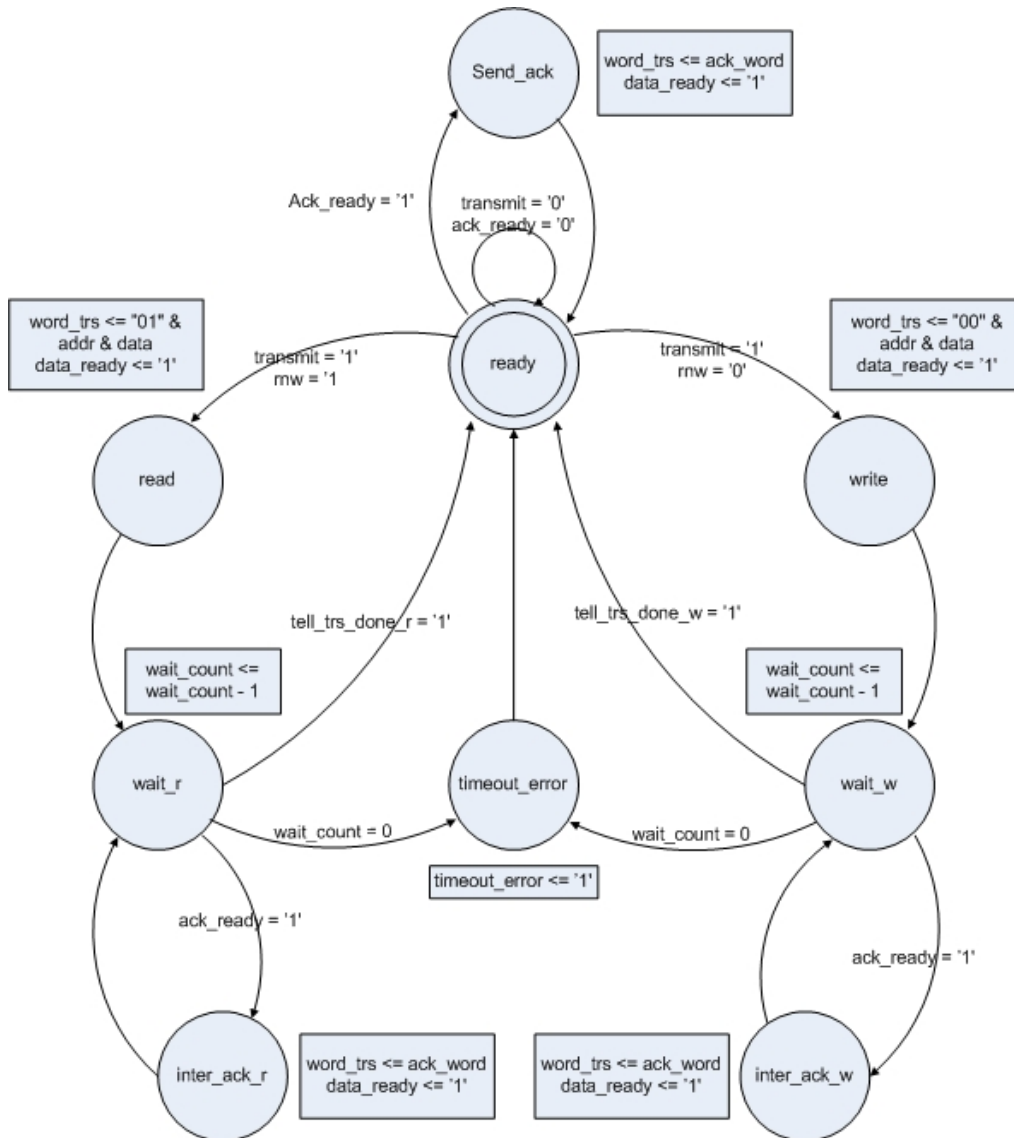 Send_ack
word_trs <= ack_word
data_ready <= '1'
Ack_ready = '1'
transmit = '0'
ack_ready = '0'
word_trs <= "01" &
addr & data
data_ready <= '1'
transmit = '1'
rnw = '1
ready
transmit = '1'
rnw = '0'
word_trs <= "00" &
addr & data
data_ready <= '1'
read
write
tell_trs_done_r = '1'
tell_trs_done_w = '1'
wait_count <=
wait_count - 1
wait_count <=
wait_count - 1
wait_r
timeout_error
wait_w
wait_count = 0
wait_count = 0
timeout_error <= '1'
ack_ready = '1'
ack_ready = '1'
inter_ack_r
word_trs <= ack_word
data_ready <= '1'
word_trs <= ack_word
data_ready <= '1'
inter_ack_w